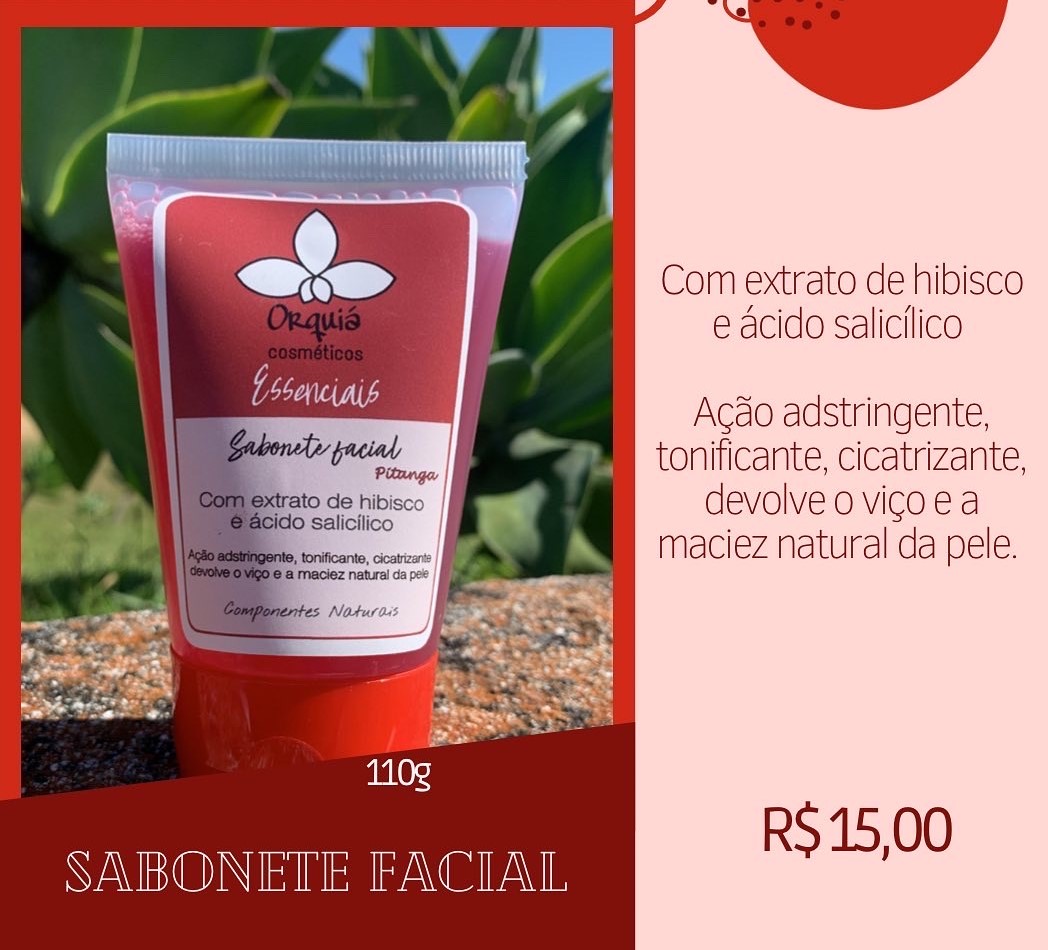 Orquiá
cosméticos
Essenciais
Sabonete facial
Pitanga
Com extrato de hibisco
e ácido salicílico
Ação adstringente, tonificante, cicatrizante
devolve o viço e a maciez natural da pele
Componentes Naturais
110g
SABONETE FACIAL
Com extrato de hibisco
e ácido salicílico
Ação adstringente,
tonificante, cicatrizante,
devolve o viço e a
maciez natural da pele.
R$ 15,00